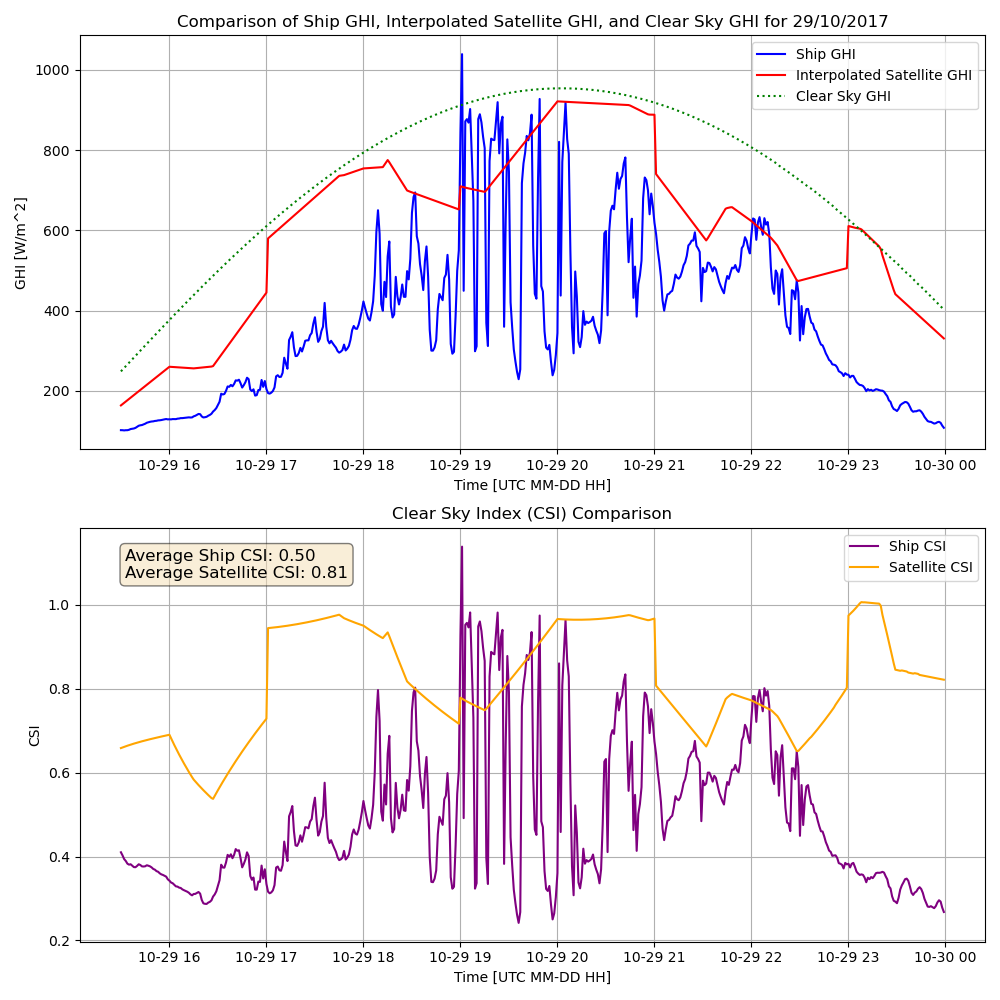 Comparison of Ship GHI, Interpolated Satellite GHI, and Clear Sky GHI for 29/10/2017
Ship GHI
Interpolated Satellite GHI
Clear Sky GHI
GHI [W/m^2]
1000
800
600
400
200
10-29 16 10-29 17 10-29 18 10-29 19 10-29 20 10-29 21 10-29 22 10-29 23 10-30 00
Time [UTC MM-DD HH]
Clear Sky Index (CSI) Comparison
Average Ship CSI: 0.50
Average Satellite CSI: 0.81
Ship CSI
Satellite CSI
CSI
1.0
0.8
0.6
0.4
0.2
10-29 16 10-29 17 10-29 18 10-29 19 10-29 20 10-29 21 10-29 22 10-29 23 10-30 00
Time [UTC MM-DD HH]